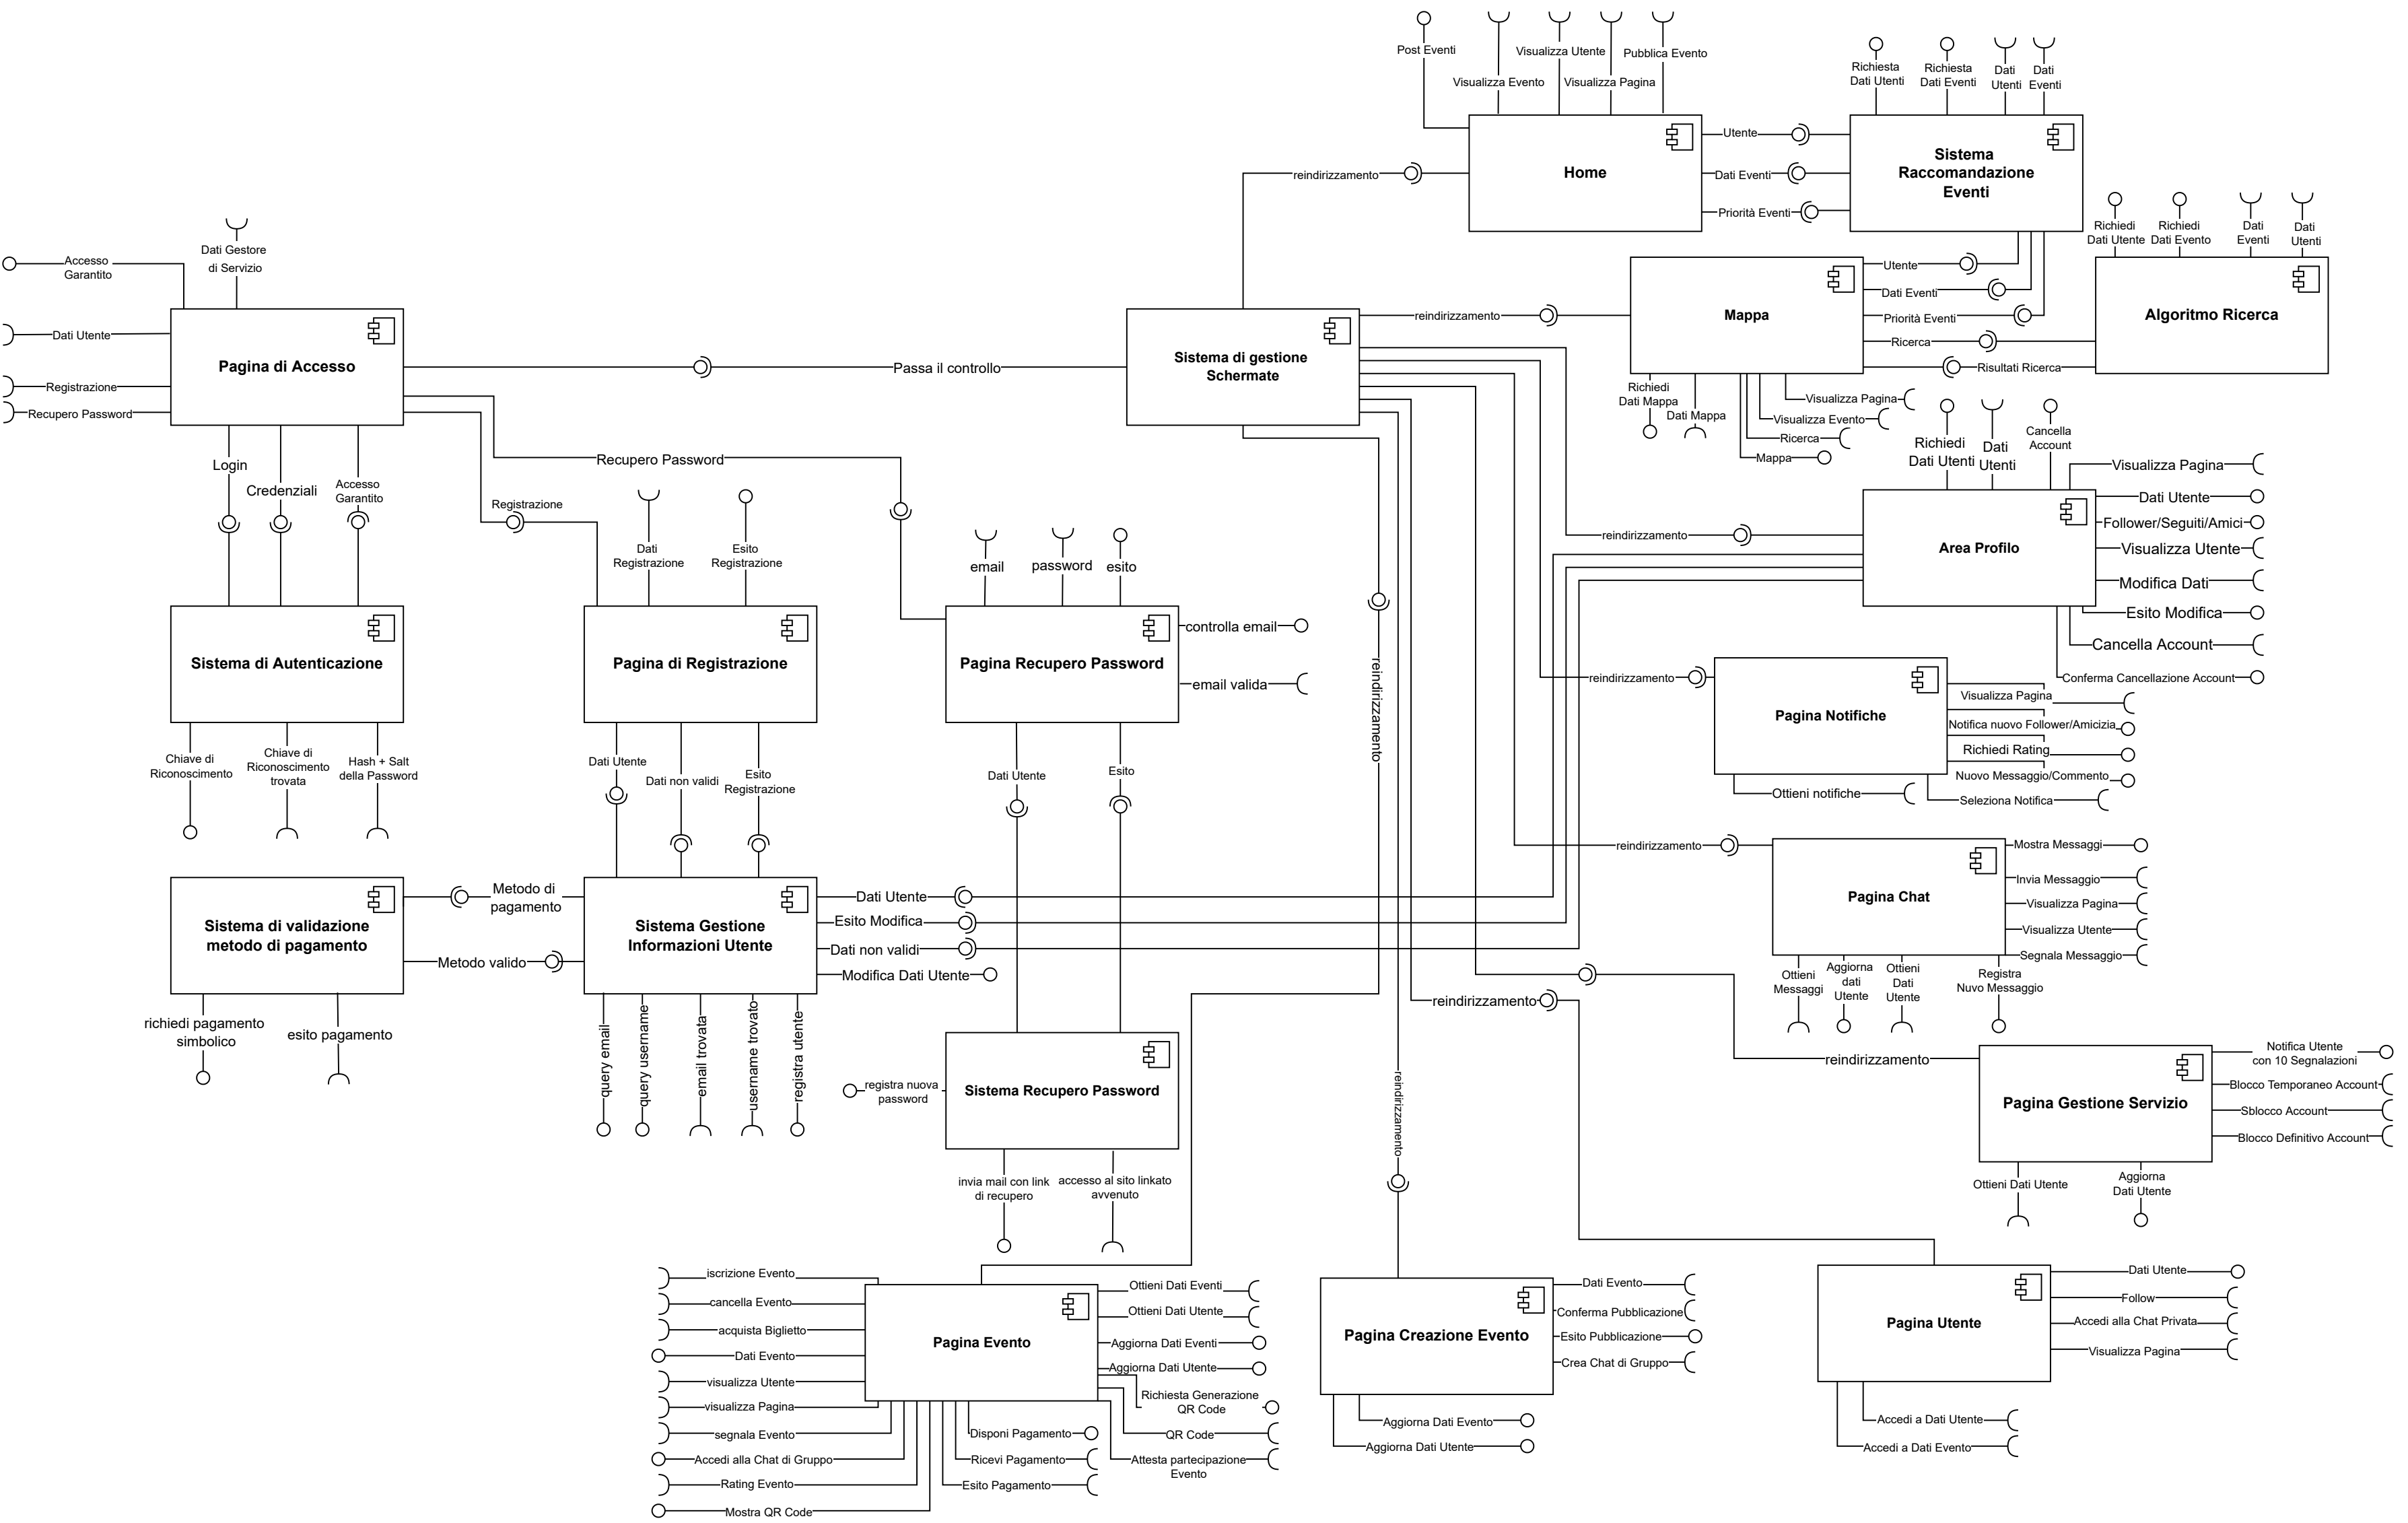 Post Eventi
Visualizza Evento
Visualizza Utente
Visualizza Pagina
Pubblica Evento
Home
reindirizzamento
Utente
Dati Eventi
Priorità Eventi
Richiesta
Dati Utenti
Richiesta
Dati Eventi
Dati
Utenti
Dati
Eventi
Sistema
Raccomandazione
Eventi
Richiedi
Dati Utente
Richiedi
Dati Evento
Dati
Eventi
Dati
Utenti
Algoritmo Ricerca
Utente
Dati Eventi
Priorità Eventi
Ricerca
Risultati Ricerca
Mappa
reindirizzamento
Richiedi
Dati Mappa
Dati Mappa
Visualizza Pagina
Visualizza Evento
Ricerca
Mappa
Accesso
Garantito
Dati Gestore
di Servizio
Dati Utente
Registrazione
Recupero Password
Pagina di Accesso
Passa il controllo
Sistema di gestione
Schermate
Login
Credenziali
Accesso
Garantito
Recupero Password
Registrazione
Dati
Registrazione
Esito
Registrazione
email
password
esito
Richiedi
Dati Utenti
Dati
Utenti
Cancella
Account
Visualizza Pagina
Dati Utente
Follower/Seguiti/Amici
Visualizza Utente
Modifica Dati
Esito Modifica
Cancella Account
Conferma Cancellazione Account
Area Profilo
reindirizzamento
Sistema di Autenticazione
Pagina di Registrazione
Pagina Recupero Password
controlla email
email valida
reindirizzamento
reindirizzamento
Pagina Notifiche
Visualizza Pagina
Notifica nuovo Follower/Amicizia
Richiedi Rating
Nuovo Messaggio/Commento
Ottieni notifiche
Seleziona Notifica
Chiave di
Riconoscimento
Chiave di
Riconoscimento
trovata
Hash + Salt
della Password
Dati Utente
Dati non validi
Esito
Registrazione
Dati Utente
Esito
reindirizzamento
Pagina Chat
Mostra Messaggi
Invia Messaggio
Visualizza Pagina
Visualizza Utente
Segnala Messaggio
Ottieni
Messaggi
Aggiorna
dati
Utente
Ottieni
Dati
Utente
Registra
Nuvo Messaggio
Sistema di validazione
metodo di pagamento
Metodo di
pagamento
Metodo valido
Sistema Gestione
Informazioni Utente
Dati Utente
Esito Modifica
Dati non validi
Modifica Dati Utente
richiedi pagamento
simbolico
esito pagamento
query email
query username
email trovata
username trovato
registra utente
reindirizzamento
reindirizzamento
Pagina Gestione Servizio
Notifica Utente
con 10 Segnalazioni
Blocco Temporaneo Account
Sblocco Account
Blocco Definitivo Account
Ottieni Dati Utente
Aggiorna
Dati Utente
registra nuova
password
Sistema Recupero Password
invia mail con link
di recupero
accesso al sito linkato
avvenuto
reindirizzamento
iscrizione Evento
cancella Evento
acquista Biglietto
Dati Evento
visualizza Utente
visualizza Pagina
segnala Evento
Accedi alla Chat di Gruppo
Rating Evento
Mostra QR Code
Pagina Evento
Ottieni Dati Eventi
Ottieni Dati Utente
Aggiorna Dati Eventi
Aggiorna Dati Utente
Richiesta Generazione
QR Code
QR Code
Attesta partecipazione
Evento
Disponi Pagamento
Ricevi Pagamento
Esito Pagamento
Pagina Creazione Evento
Dati Evento
Conferma Pubblicazione
Esito Pubblicazione
Crea Chat di Gruppo
Aggiorna Dati Evento
Aggiorna Dati Utente
Pagina Utente
Dati Utente
Follow
Accedi alla Chat Privata
Visualizza Pagina
Accedi a Dati Utente
Accedi a Dati Evento